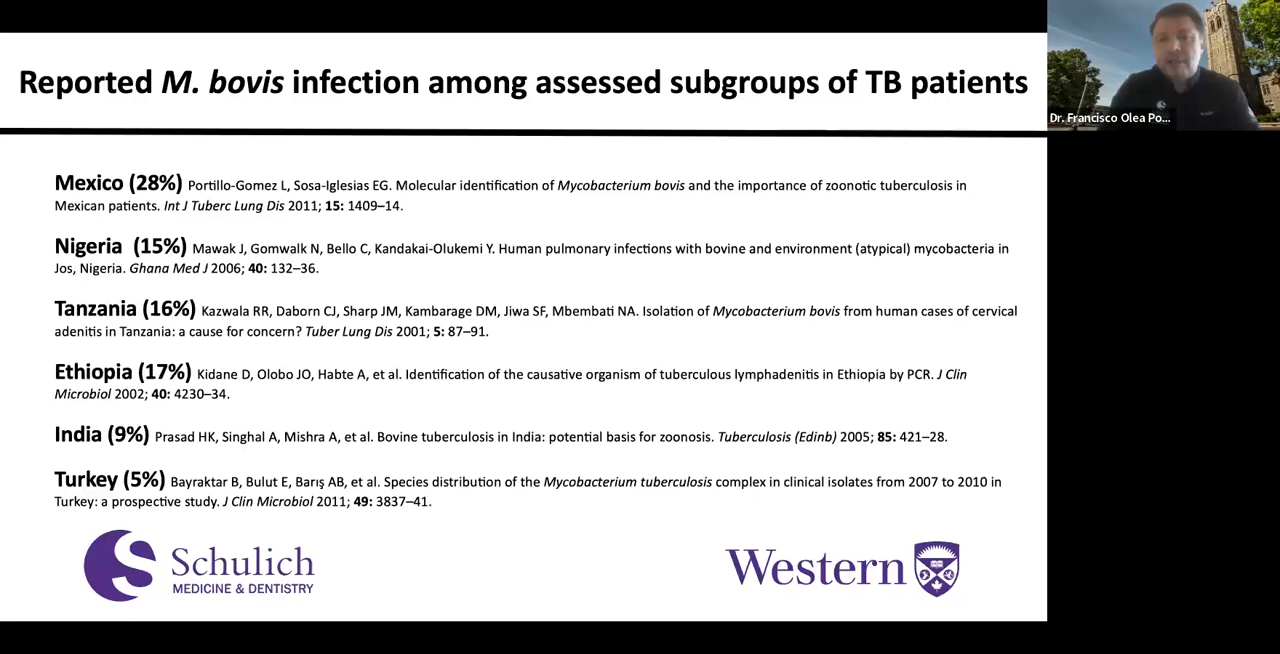 Reported M. bovis infection among assessed subgroups of TB patients
Dr. Francisco Olea Po...
Mexico (28%) Portillo-Gomez L, Sosa-Iglesias EG. Molecular identification of Mycobacterium bovis and the importance of zoonotic tuberculosis in
Mexican patients. Int J Tuberc Lung Dis 2011; 15: 1409–14.
Nigeria (15%) Mawak J, Gomwalk N, Bello C, Kandakai-Olukemi Y. Human pulmonary infections with bovine and environment (atypical) mycobacteria in
Jos, Nigeria. Ghana Med J 2006; 40: 132–36.
Tanzania (16%) Kazwala RR, Daborn CJ, Sharp JM, Kambarage DM, Jiwa SF, Mbembati NA. Isolation of Mycobacterium bovis from human cases of cervical
adenitis in Tanzania: a cause for concern? Tuber Lung Dis 2001; 5: 87–91.
Ethiopia (17%) Kidane D, Olobo JO, Habte A, et al. Identification of the causative organism of tuberculous lymphadenitis in Ethiopia by PCR. J Clin
Microbiol 2002; 40: 4230–34.
India (9%) Prasad HK, Singhal A, Mishra A, et al. Bovine tuberculosis in India: potential basis for zoonosis. Tuberculosis (Edinb) 2005; 85: 421–28.
Turkey (5%) Bayraktar B, Bulut E, Barış AB, et al. Species distribution of the Mycobacterium tuberculosis complex in clinical isolates from 2007 to 2010 in
Turkey: a prospective study. J Clin Microbiol 2011; 49: 3837–41.
Schulich
MEDICINE & DENTISTRY
Western